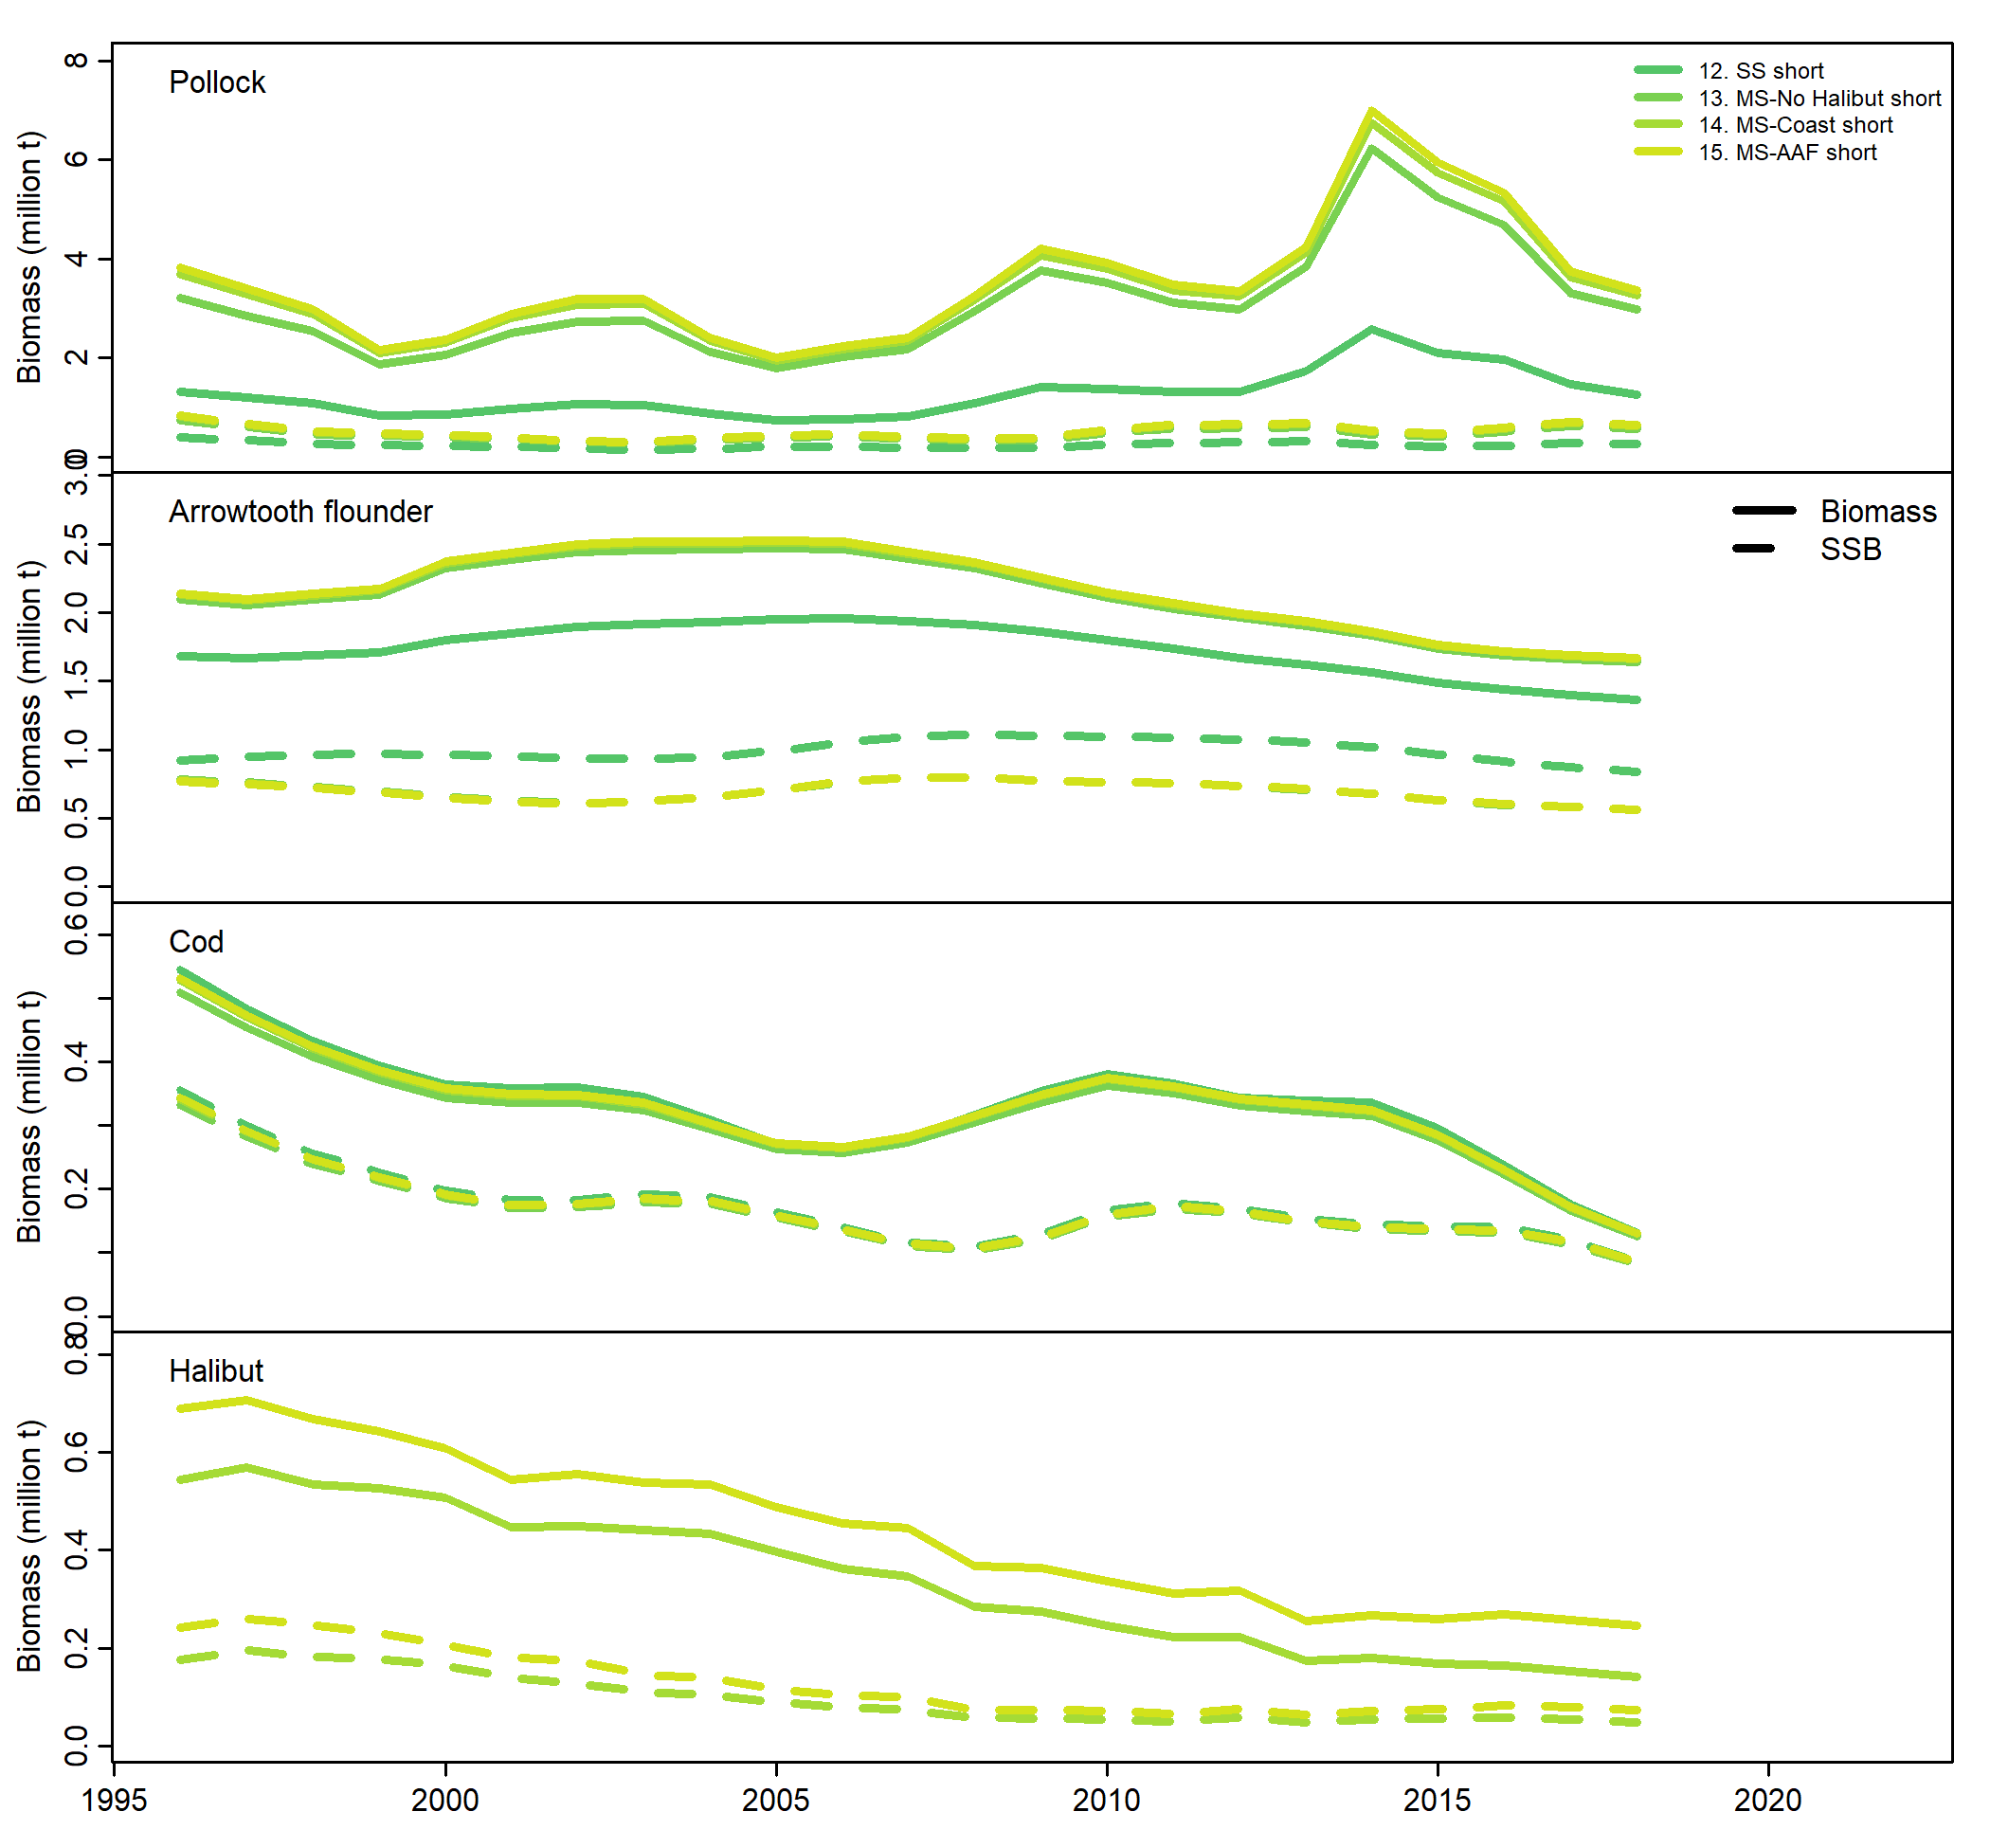 Pollock
12. SS short
13. MS-No Halibut short
14. MS-Coast short
15. MS-AAF short
Biomass (million t)
8
6
4
2
0
Arrowtooth flounder
Biomass
SSB
Biomass (million t)
3.0
2.5
2.0
1.5
1.0
0.5
0.0
Cod
Biomass (million t)
0.6
0.4
0.2
0.0
Halibut
Biomass (million t)
0.8
0.6
0.4
0.2
0.0
1995 2000 2005 2010 2015 2020